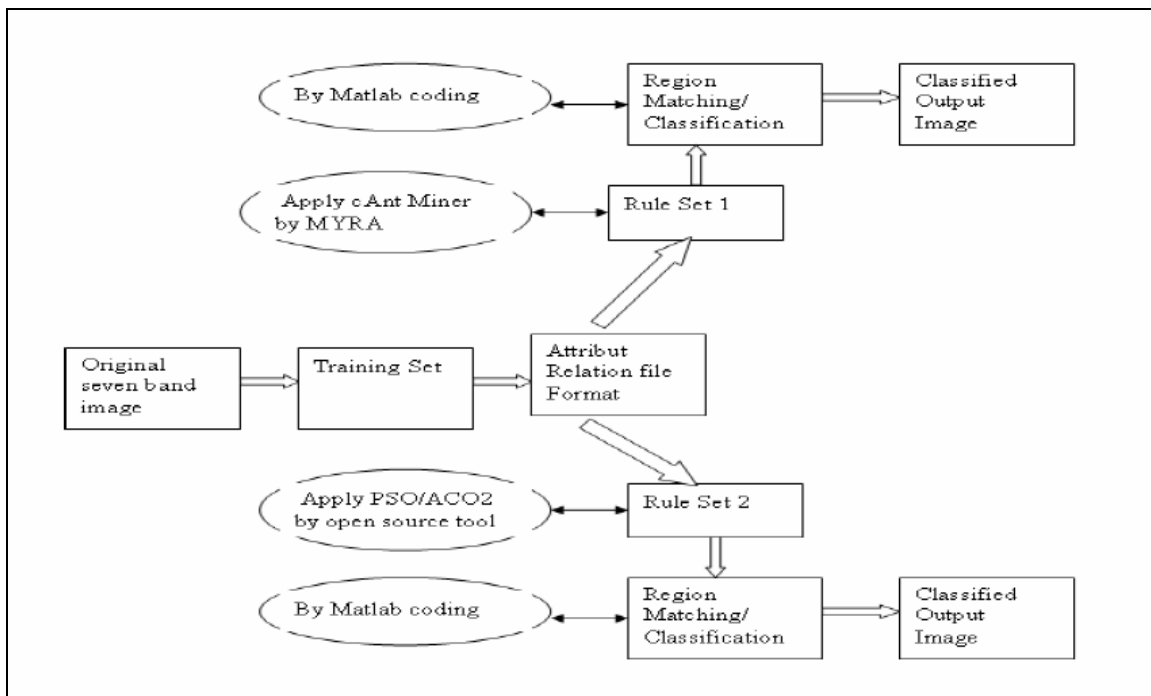 By Matlab coding
Region
Matching/
Classification
Classified
Output
Image
Apply cAnt Miner
by MYRA
Rule Set 1
Original
seven band
image
Training Set
Attribut
Relation file
Format
Apply PSO/ACO2
by open source tool
Rule Set 2
By Matlab coding
Region
Matching/
Classification
Classified
Output
Image